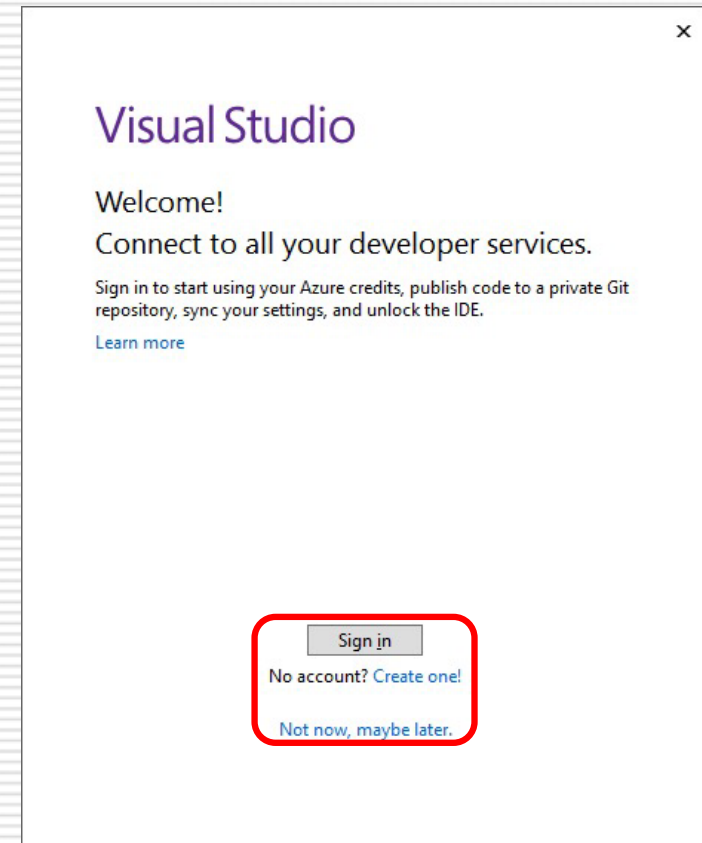 Visual Studio
Welcome!
Connect to all your developer services.
Sign in to start using your Azure credits, publish code to a private Git
repository, sync your settings, and unlock the IDE.
Learn more
Sign in
No account? Create one!
Not now, maybe later.